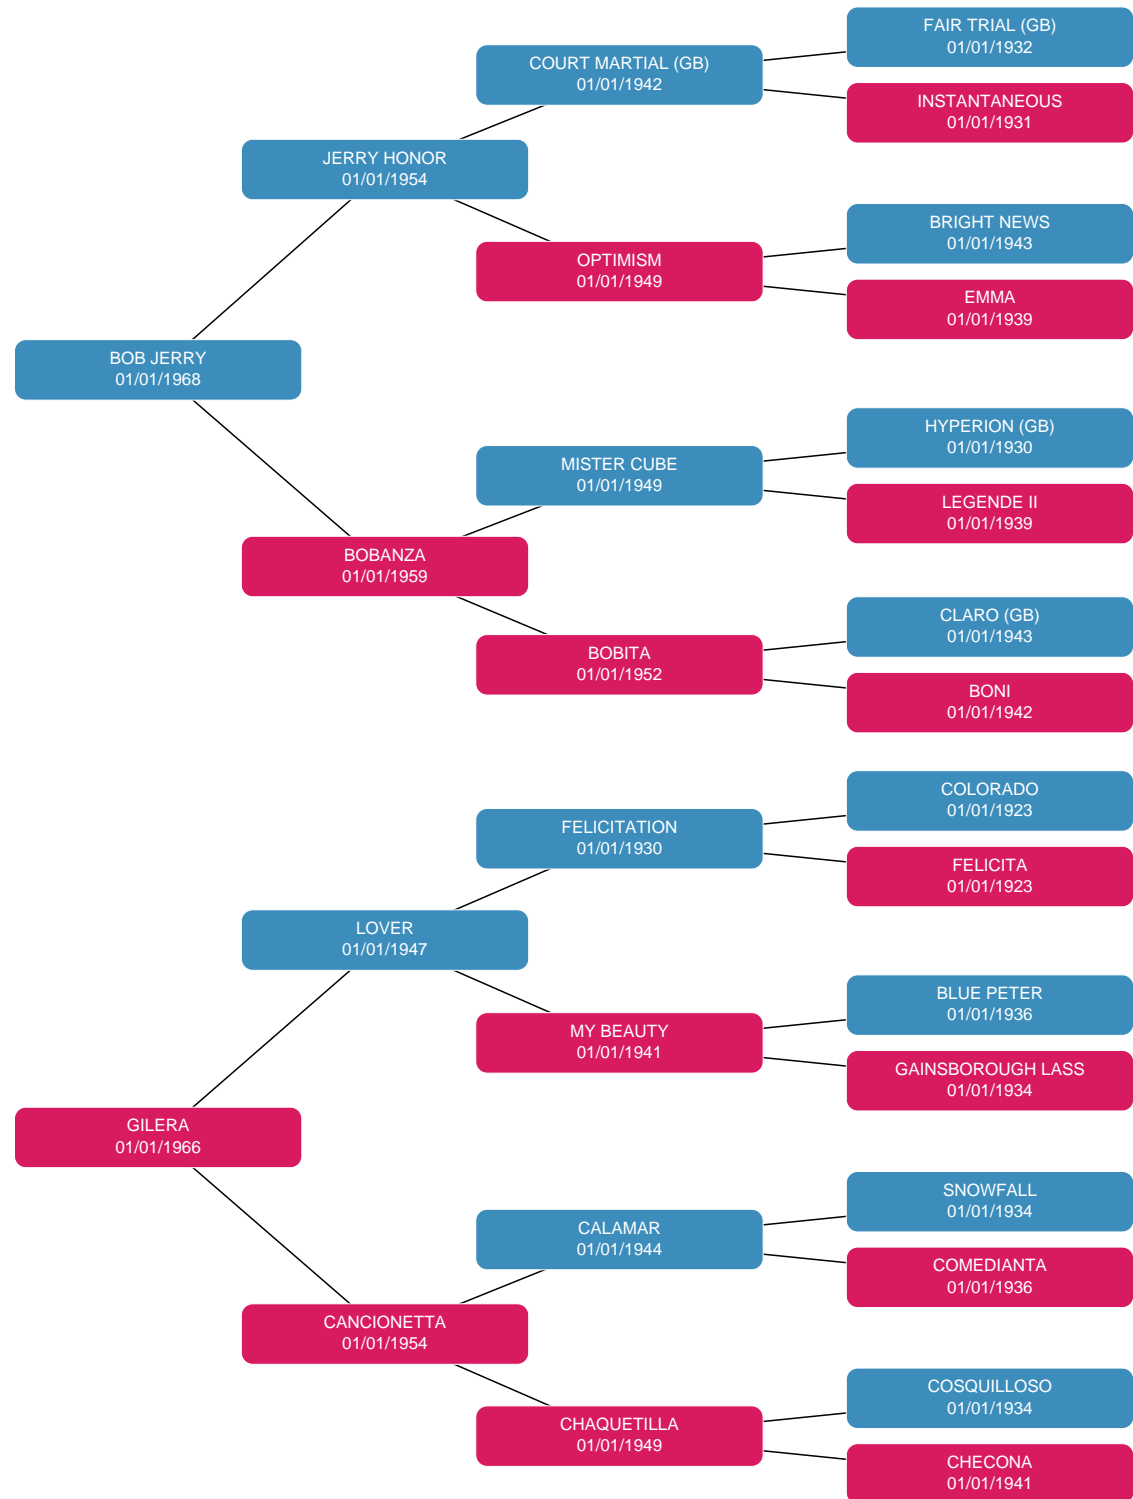 FAIR TRIAL (GB)
01/01/1932
COURT MARTIAL (GB)
01/01/1942
INSTANTANEOUS
01/01/1931
JERRY HONOR
01/01/1954
BRIGHT NEWS
01/01/1943
OPTIMISM
01/01/1949
EMMA
01/01/1939
BOB JERRY
01/01/1968
HYPERION (GB)
01/01/1930
MISTER CUBE
01/01/1949
LEGENDE II
01/01/1939
BOBANZA
01/01/1959
CLARO (GB)
01/01/1943
BOBITA
01/01/1952
BONI
01/01/1942
COLORADO
01/01/1923
FELICITATION
01/01/1930
FELICITA
01/01/1923
LOVER
01/01/1947
BLUE PETER
01/01/1936
MY BEAUTY
01/01/1941
GAINSBOROUGH LASS
01/01/1934
GILERA
01/01/1966
SNOWFALL
01/01/1934
CALAMAR
01/01/1944
COMEDIANTA
01/01/1936
CANCIONETTA
01/01/1954
COSQUILLOSO
01/01/1934
CHAQUETILLA
01/01/1949
CHECONA
01/01/1941